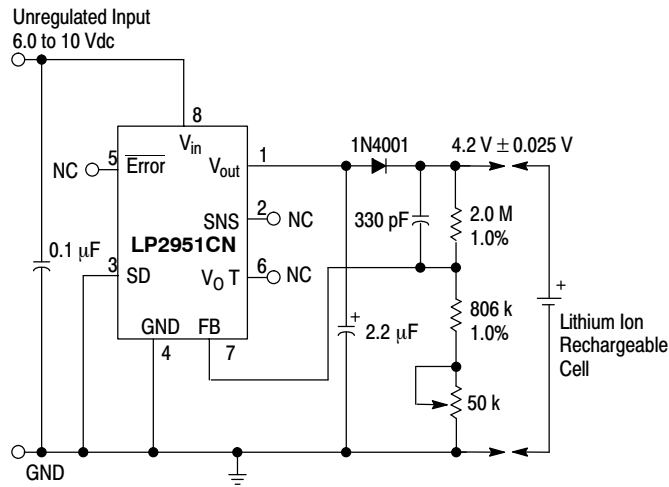 Unregulated Input
6.0 to 10 Vdc
8
Vin
5
Error
NC
Vout
1
1N4001
4.2 V ± 0.025 V
SNS
2
NC
330 pF
2.0 M
1.0%
LP2951CN
0.1 μF
3
SD
VO T
6
NC
806 k
1.0%
GND
FB
4
7
2.2 μF
+
+
Lithium Ion
Rechargeable
Cell
50 k
GND